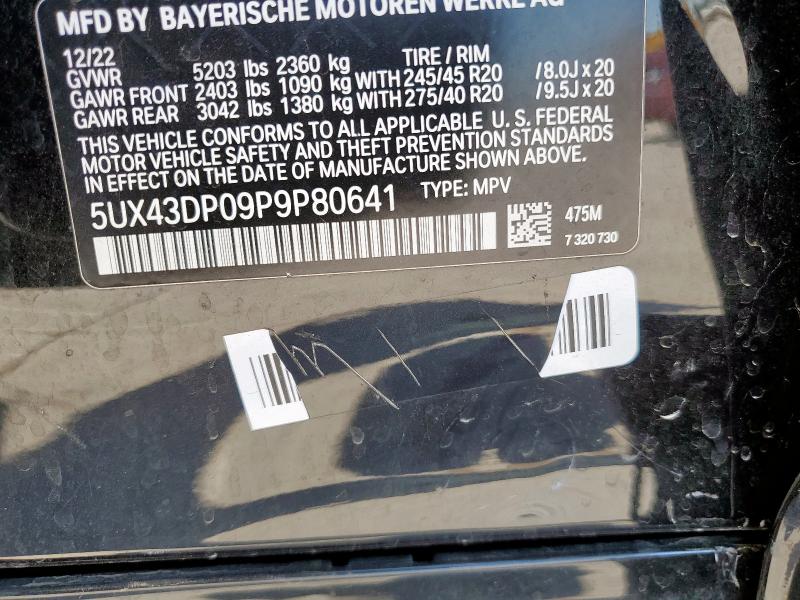 MFD BY BAYERISCHE MOTOREN WERKE AG
12/22 TIRE / RIM
GVWR 5203 lbs 2360 kg
GAWR FRONT 2403 lbs 1090 kg WITH 245/45 R20 /8.0J x 20
GAWR REAR 3042 lbs 1380 kg WITH 275/40 R20 /9.5J x 20
THIS VEHICLE CONFORMS TO ALL APPLICABLE U. S. FEDERAL
MOTOR VEHICLE SAFETY AND THEFT PREVENTION STANDARDS
IN EFFECT ON THE DATE OF MANUFACTURE SHOWN ABOVE.
5UX43DP09P9P80641 TYPE: MPV
475M
7 320 730